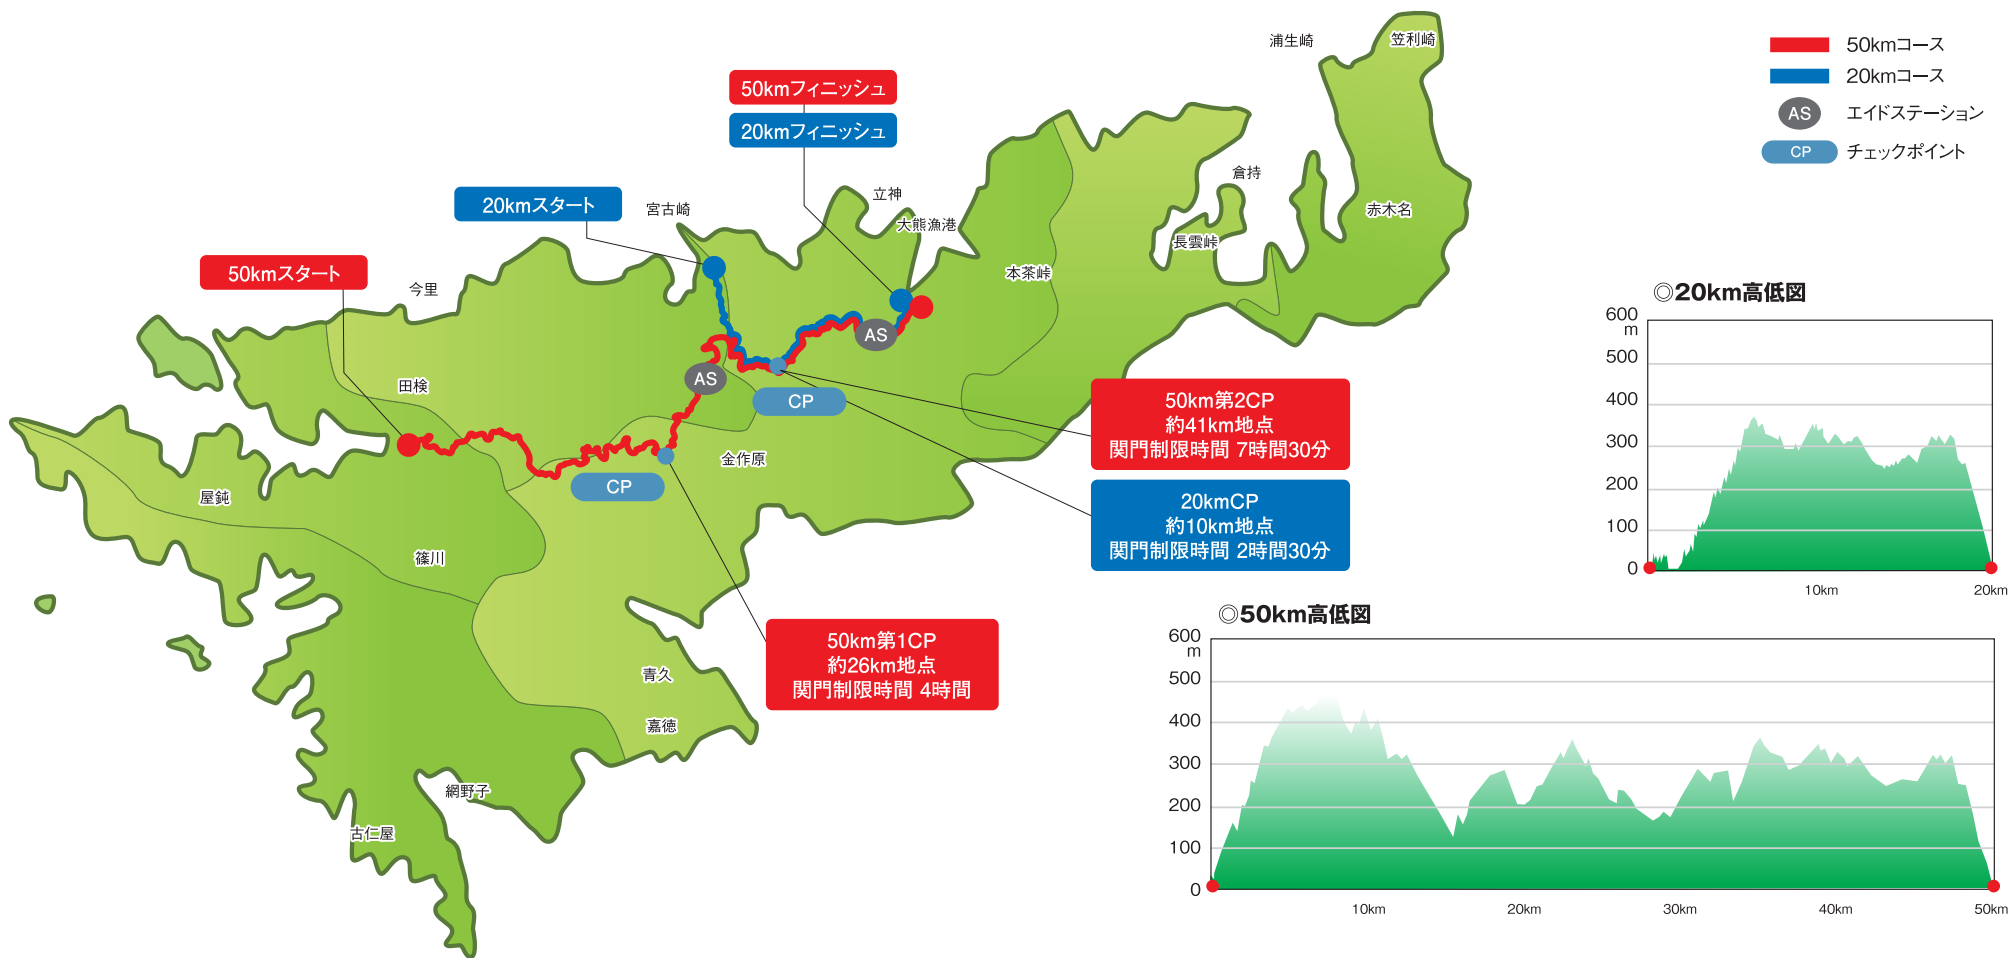 浦生崎
笠利崎
50kmコース
20kmコース
AS
エイドステーション
CP
チェックポイント
50kmフィニッシュ
20kmフィニッシュ
倉持
立神
20kmスタート
宮古崎
赤木名
大熊漁港
長雲峠
50kmスタート
本茶峠
今里
AS
AS
田検
CP
50km第2CP
約41km地点
関門制限時間 7時間30分
金作原
CP
屋鈍
20kmCP
約10km地点
関門制限時間 2時間30分
篠川
50km第1CP
約26km地点
関門制限時間 4時間
青久
嘉徳
網野子
古仁屋
◎20km高低図
600
m
500
400
300
200
100
0
10km
20km
◎50km高低図
600
m
500
400
300
200
100
0
10km
20km
30km
40km
50km